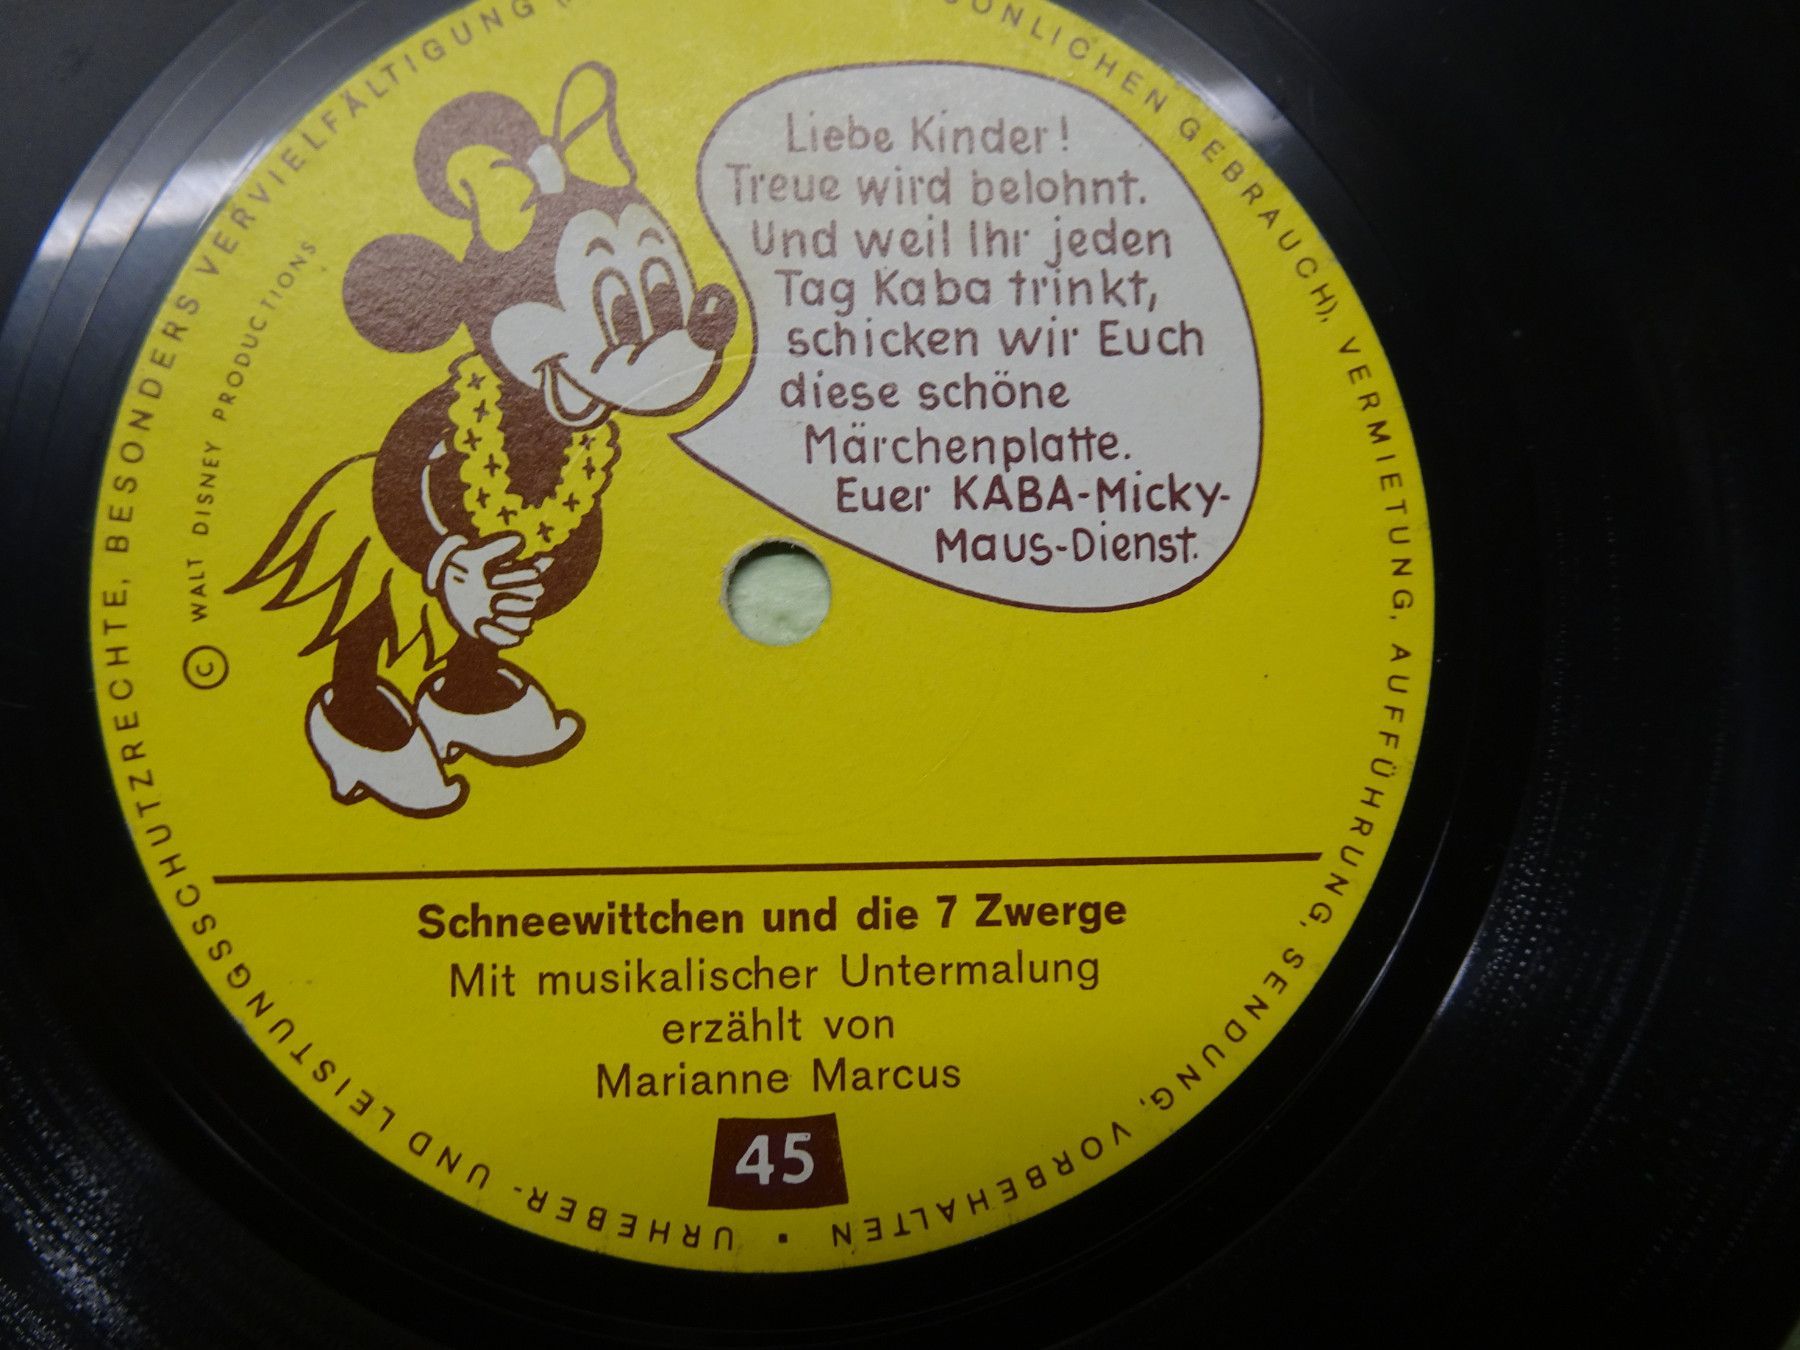 Liebe Kinder!
Treue wird belohnt.
Und weil Ihr jeden
Tag Kaba trinkt,
schicken wir Euch
diese schöne
Märchenplatte.
Euer KABA-Micky-
Maus-Dienst.
© WALT DISNEY PRODUCTIONS
Schneewittchen und die 7 Zwerge
Mit musikalischer Untermalung
erzählt von
Marianne Marcus
45
URHEBER- UND LEISTUNGSSCHUTZRECHTE, BESONDERS VERVIELFÄLTIGUNG
GEBRAUCH), VERMIETUNG, AUFFÜHRUNG, SENDUNG, VORBEHALTEN ·